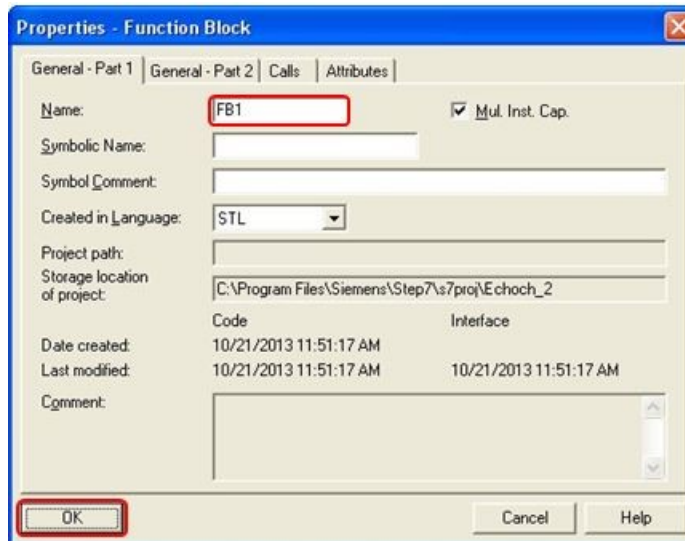 Properties - Function Block
General - Part 1 General - Part 2 Calls Attributes
Name: FB1 Mul. Inst. Cap.
Symbolic Name:
Symbol Comment:
Created in Language: STL
Project path:
Storage location
of project: C:\Program Files\Siemens\Step7\s7proj\Echoch_2
Code Interface
Date created: 10/21/2013 11:51:17 AM
Last modified: 10/21/2013 11:51:17 AM 10/21/2013 11:51:17 AM
Comment:
OK Cancel Help